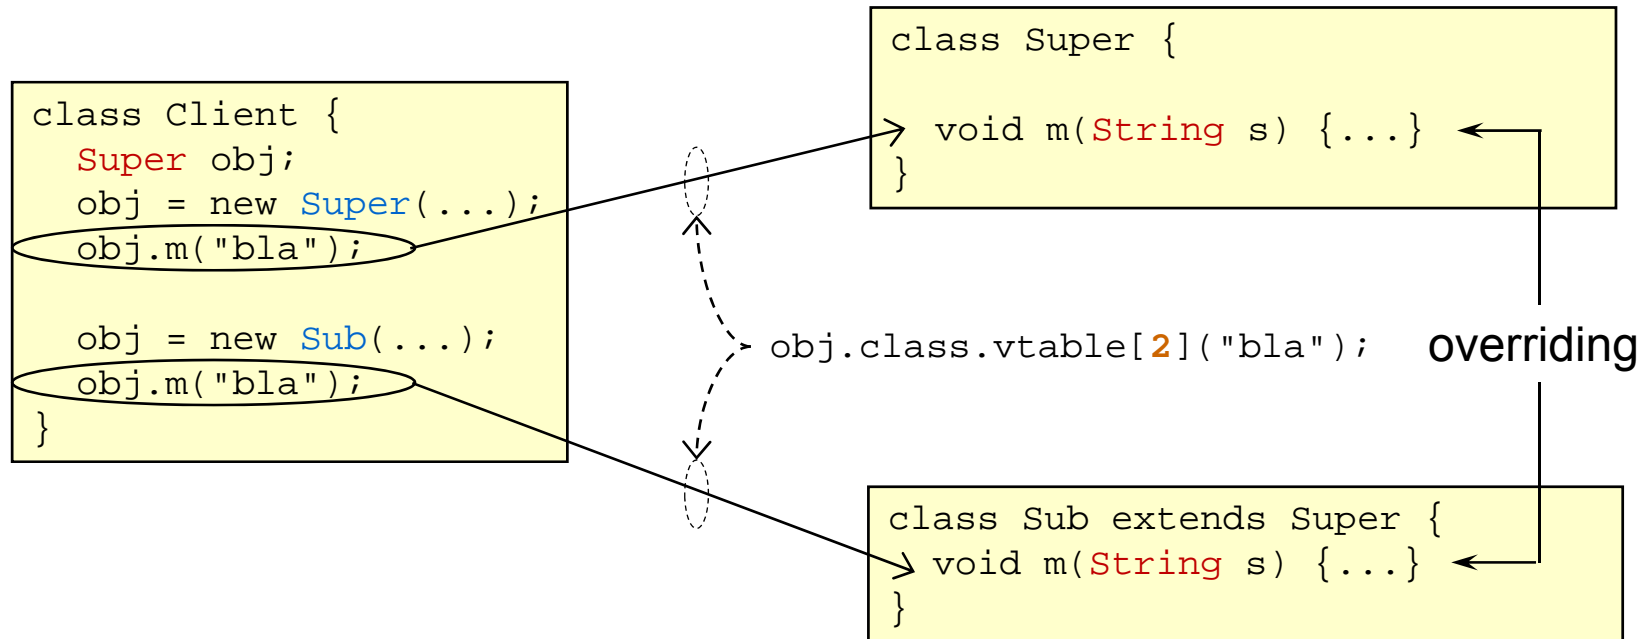 class Client {
Super obj;
obj = new Super(...);
obj.m("bla");
obj = new Sub(...);
obj.m("bla");
}
class Super {
void m(String s) {...}
}
obj.class.vtable[2]("bla");
overriding
class Sub extends Super {
void m(String s) {...}
}